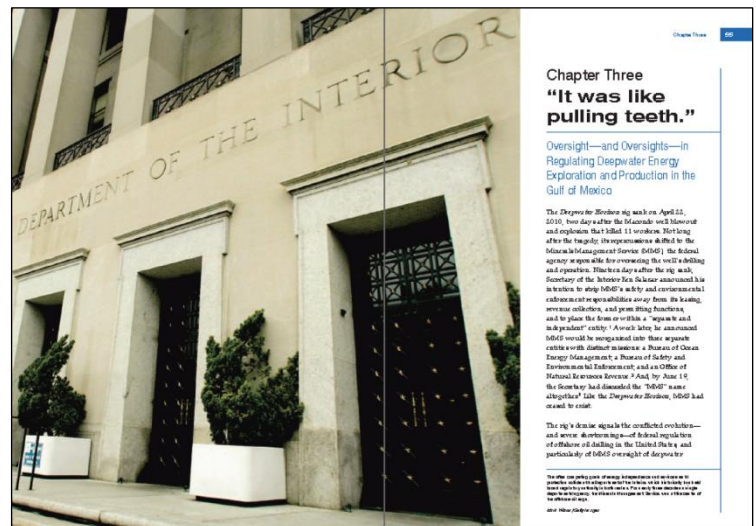 DEPARTMENT OF THE INTERIOR
Chapter Three
55
Chapter Three
“It was like
pulling teeth.”
Oversight—and Oversights—in
Regulating Deepwater Energy
Exploration and Production in the
Gulf of Mexico
The Deepwater Horizon rig sank on April 22,
2010, two days after the Macondo well blowout
and explosion that killed 11 workers. Not long
after the tragedy, its repercussions shifted to the
Minerals Management Service (MMS) the federal
agency responsible for overseeing the well’s drilling
and operation. Nineteen days after the rig sank,
Secretary of the Interior Ken Salazar announced his
intention to strip MMS’s safety and environmental
enforcement responsibilities away from its leasing,
revenue collection, and permitting functions,
and to place the former within a “separate and
independent” entity.¹ A week later, he announced
MMS would be reorganized into three separate
entities with distinct missions: a Bureau of Ocean
Energy Management; a Bureau of Safety and
Environmental Enforcement; and an Office of
Natural Resources Revenue.² And, by June 19,
the Secretary had discarded the “MMS” name
altogether.³ Like the Deepwater Horizon, MMS had
ceased to exist.
The rig’s demise signals the conflicted evolution—
and severe shortcomings—of federal regulation
of offshore oil drilling in the United States, and
particularly of MMS oversight of deepwater